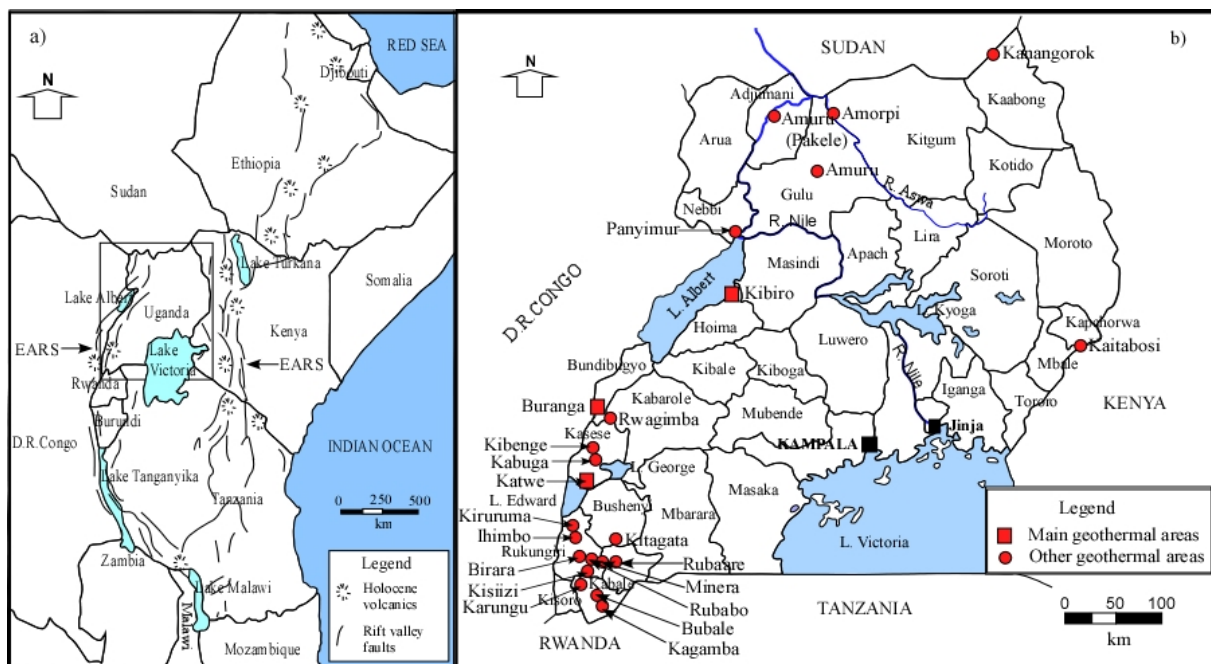 a)
RED SEA
N
Djibouti
Ethiopia
Sudan
Lake Turkana
Somalia
Lake Albert
Uganda
Kenya
EARS
EARS
Lake
Victoria
Rwanda
Burundi
D.R.Congo
INDIAN OCEAN
Lake Tanganyika
Tanzania
0 250 500
km
Zambia
Lake Malawi
Malawi
Mozambique
Legend
Holocene
volcanics
Rift valley
faults
b)
SUDAN
N
Kanangorok
Kaabong
Adjumani
Amuru
(Pakele)
Amorpi
Arua
Kitgum
Kotido
Amuru
Gulu
R. Aswa
Nebbi
Panyimur
R. Nile
Lira
Apach
Moroto
Masindi
Soroti
D.R.CONGO
L. Albert
Kibiro
L. Kyoga
Hoima
Kapchorwa
Luwero
Kaitabosi
Bundibugyo
Kibale
Kiboga
R. Nile
Mbale
Kabarole
Iganga
Buranga
Rwagimba
Mubende
Tororo
KENYA
Kasese
Jinja
Kibenge
KAMPALA
Kabuga
L. George
Katwe
Masaka
L. Edward
Bushenyi
Mbarara
Kiruruma
Ihimbo
Kitagata
Rukungiri
L. Victoria
Birara
Rubaare
Kisiizi
Kabale
Minera
Karungu
Kisoro
Rubabo
TANZANIA
Bubale
RWANDA
Kagamba
Legend
Main geothermal areas
Other geothermal areas
0 50 100
km